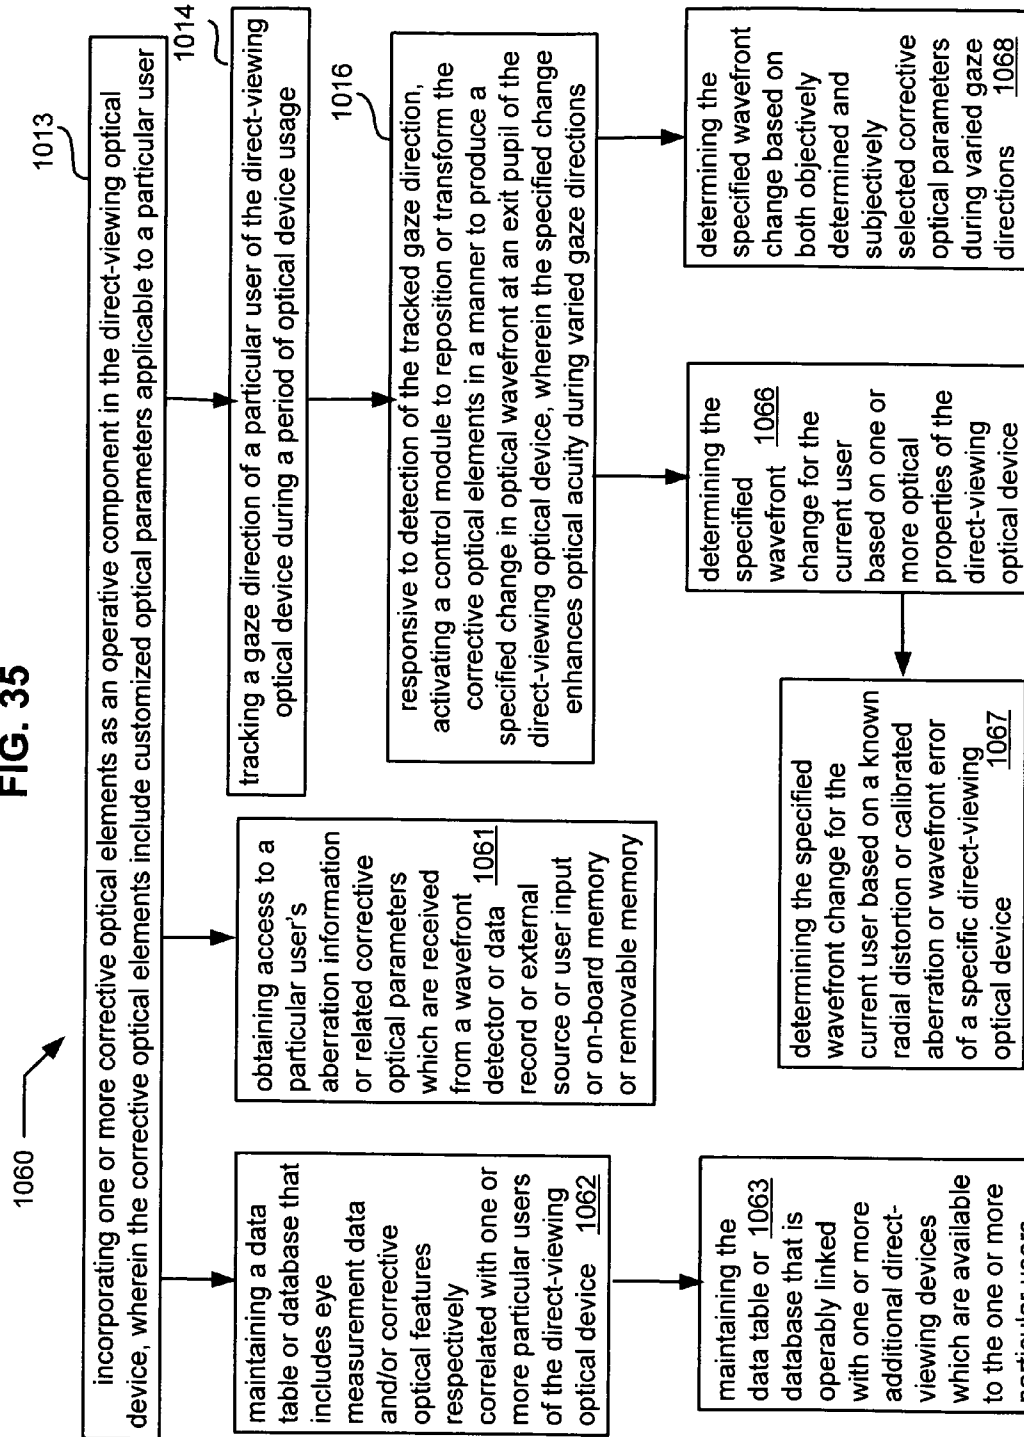 FIG. 35
1060
1013
incorporating one or more corrective optical elements as an operative component in the direct-viewing optical
device, wherein the corrective optical elements include customized optical parameters applicable to a particular user
1014
tracking a gaze direction of a particular user of the direct-viewing
optical device during a period of optical device usage
1016
responsive to detection of the tracked gaze direction,
activating a control module to reposition or transform the
corrective optical elements in a manner to produce a
specified change in optical wavefront at an exit pupil of the
direct-viewing optical device, wherein the specified change
enhances optical acuity during varied gaze directions
maintaining a data
table or database that
includes eye
measurement data
and/or corrective
optical features
respectively
correlated with one or
more particular users
of the direct-viewing
optical device 1062
obtaining access to a
particular user's
aberration information
or related corrective
optical parameters
which are received
from a wavefront
detector or data 1061
record or external
source or user input
or on-board memory
or removable memory
maintaining the
data table or 1063
database that is
operably linked
with one or more
additional direct-
viewing devices
which are available
to the one or more
particular users
determining the
specified
wavefront 1066
change for the
current user
based on one or
more optical
properties of the
direct-viewing
optical device
determining the
specified
wavefront change
based on
both objectively
determined and
subjectively
selected corrective
optical parameters
during varied gaze
directions 1068
determining the specified
wavefront change for the
current user based on a known
radial distortion or calibrated
aberration or wavefront error
of a specific direct-viewing
optical device 1067